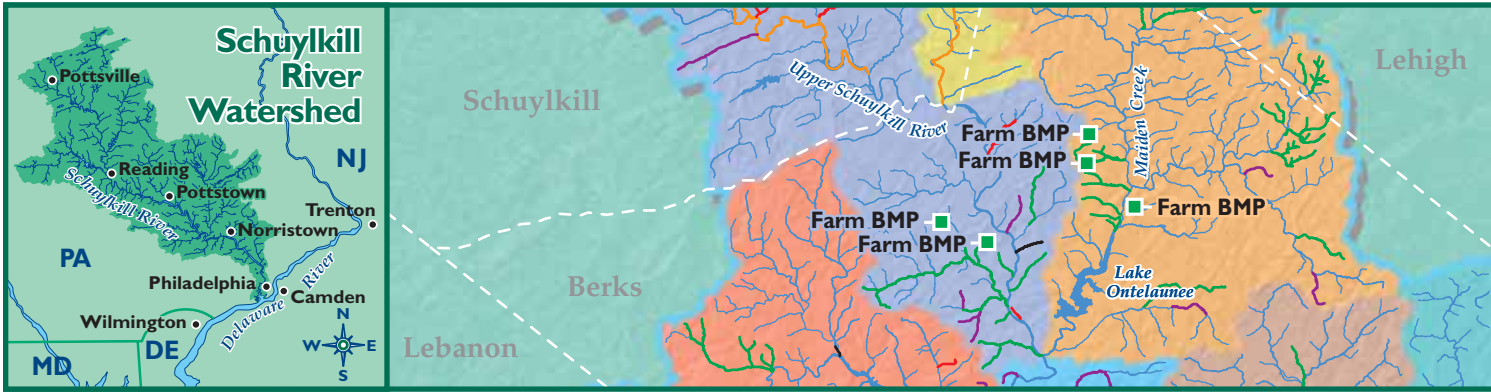 Schuylkill
River
Watershed
Pottsville
NJ
Reading
Pottstown
Schuylkill River
Trenton
Norristown
PA
Philadelphia
Camden
Delaware River
Wilmington
N
W E
S
MD
DE
Schuylkill
Upper Schuylkill River
Lehigh
Maiden Creek
Farm BMP
Farm BMP
Farm BMP
Farm BMP
Farm BMP
Berks
Lake
Ontelaunee
Lebanon